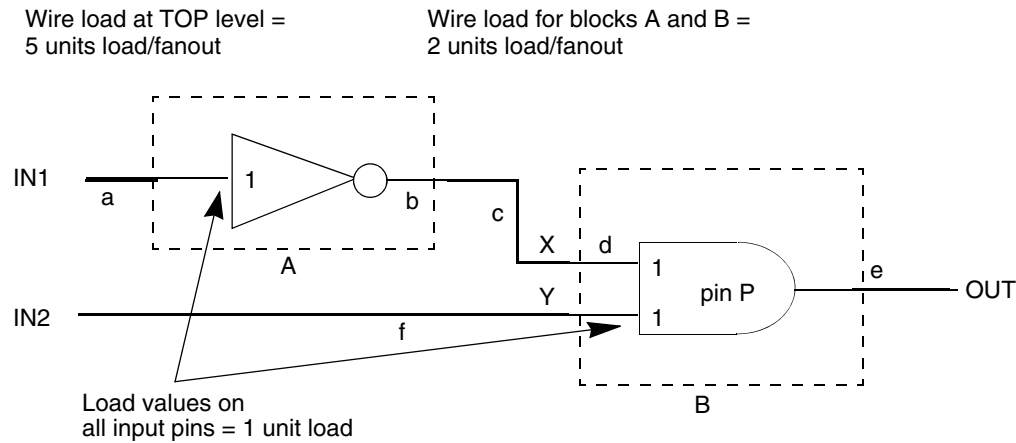 Wire load at TOP level =
5 units load/fanout
Wire load for blocks A and B =
2 units load/fanout
IN1
a
1
b
c
A
X
d
1
e
pin P
OUT
Y
1
IN2
f
B
Load values on
all input pins = 1 unit load